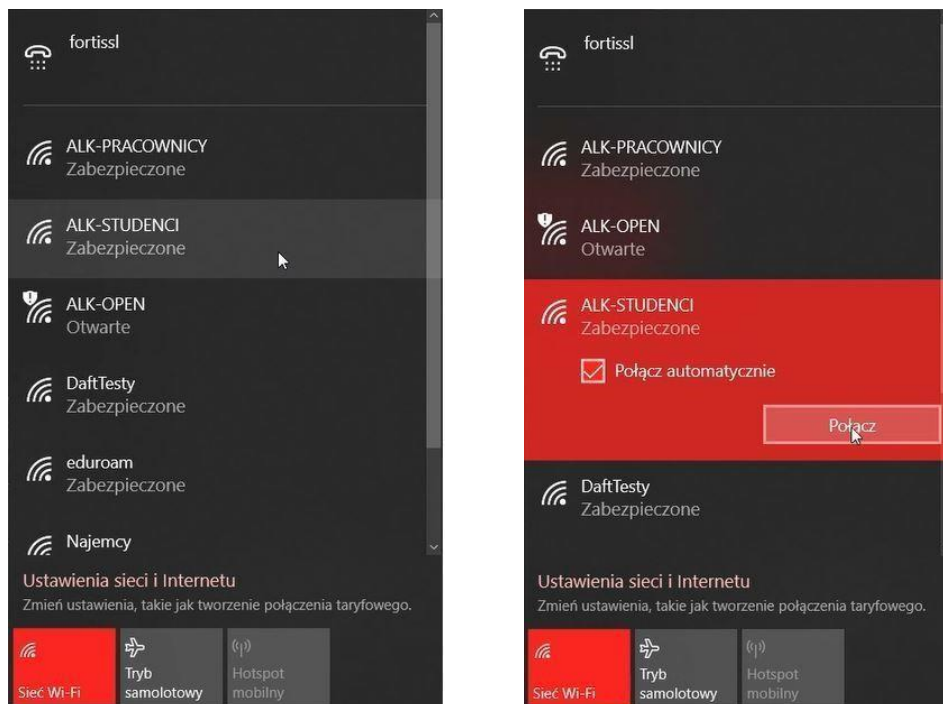 fortissl
ALK-PRACOWNICY
Zabezpieczone
ALK-STUDENCI
Zabezpieczone
ALK-OPEN
Otwarte
DaftTesty
Zabezpieczone
eduroam
Zabezpieczone
Najemcy
Ustawienia sieci i Internetu
Zmień ustawienia, takie jak tworzenie połączenia taryfowego.
Sieć Wi-Fi
Tryb
samolotowy
Hotspot
mobilny
fortissl
ALK-PRACOWNICY
Zabezpieczone
ALK-OPEN
Otwarte
ALK-STUDENCI
Zabezpieczone
Połącz automatycznie
Połącz
DaftTesty
Zabezpieczone
Ustawienia sieci i Internetu
Zmień ustawienia, takie jak tworzenie połączenia taryfowego.
Sieć Wi-Fi
Tryb
samolotowy
Hotspot
mobilny